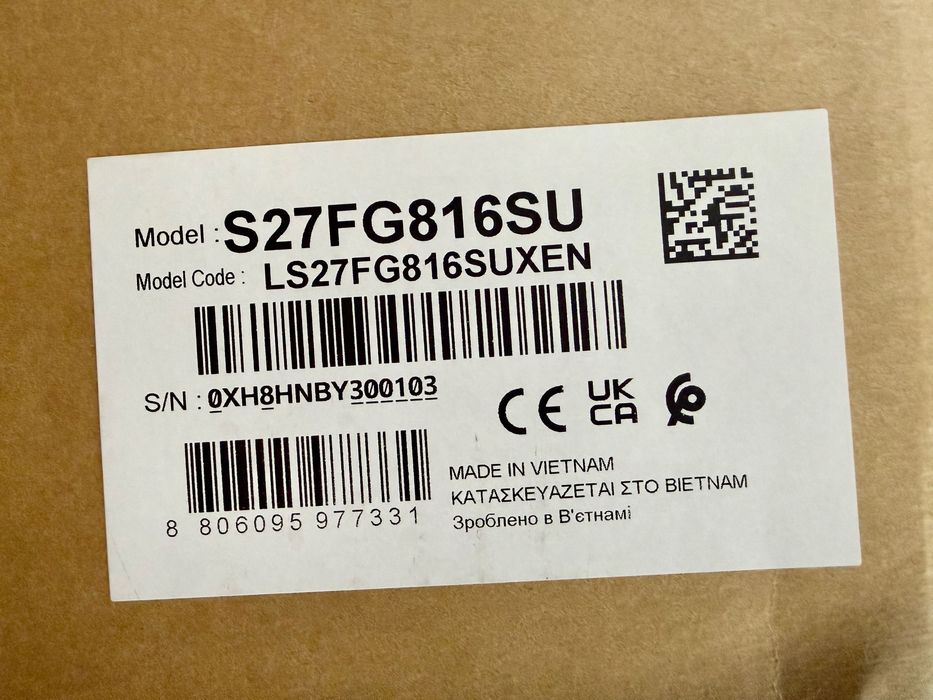 Model : S27FG816SU
Model Code : LS27FG816SUXEN
S/N : 0XH8HNBY300103
CE UK CA
8 806095 977331
MADE IN VIETNAM
ΚΑΤΑΣΚΕΥΑΖΕΤΑΙ ΣΤΟ ΒΙΕΤΝΑΜ
Зроблено в В'єтнамі